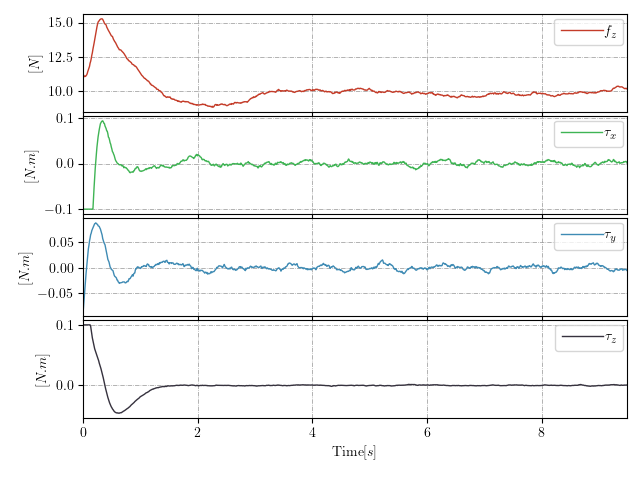 15.0
12.5
10.0
[N]
f_z
0.1
0.0
−0.1
[N.m]
τ_x
0.05
0.00
−0.05
[N.m]
τ_y
0.1
0.0
[N.m]
τ_z
0 2 4 6 8
Time[s]